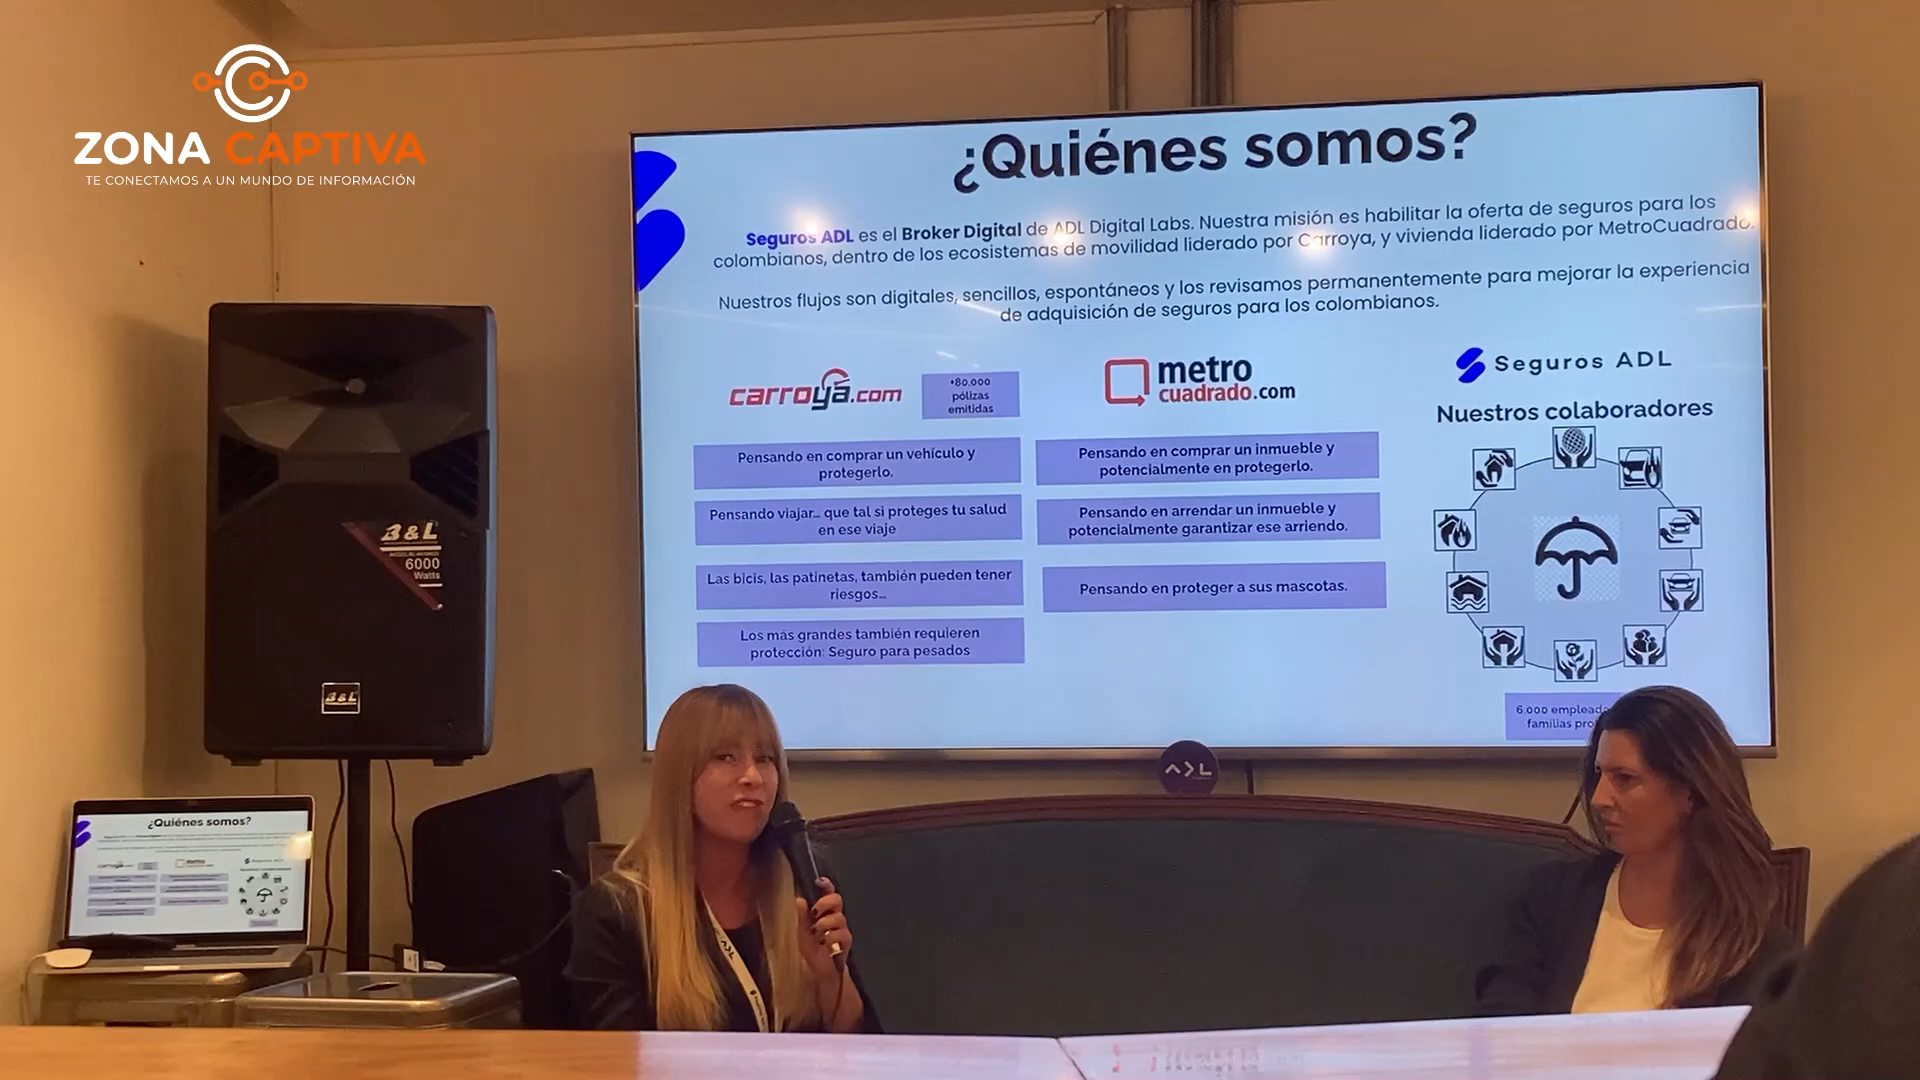 ZONA CAPTIVA
TE CONECTAMOS A UN MUNDO DE INFORMACIÓN
¿Quiénes somos?
Seguros ADL es el Broker Digital de ADL Digital Labs. Nuestra misión es habilitar la oferta de seguros para los
colombianos, dentro de los ecosistemas de movilidad liderado por Carroya, y vivienda liderado por MetroCuadrado.
Nuestros flujos son digitales, sencillos, espontáneos y los revisamos permanentemente para mejorar la experiencia
de adquisición de seguros para los colombianos.
carroya.com
+80.000
pólizas
emitidas
Pensando en comprar un vehículo y
protegerlo.
Pensando viajar... que tal si proteges tu salud
en ese viaje
Las bicis, las patinetas, también pueden tener
riesgos...
Los más grandes también requieren
protección: Seguro para pesados
metro
cuadrado.com
Pensando en comprar un inmueble y
potencialmente en protegerlo.
Pensando en arrendar un inmueble y
potencialmente garantizar ese arriendo.
Pensando en proteger a sus mascotas.
Seguros ADL
Nuestros colaboradores
6.000
familias
B&L
6000
Watts
B&L
¿Quiénes somos?